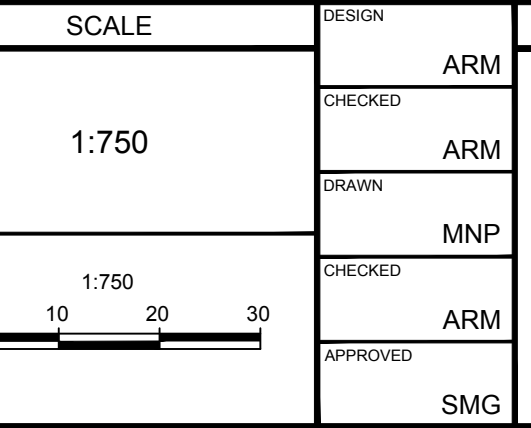 SCALE
1:750
1:750
10 20 30
DESIGN
ARM
CHECKED
ARM
DRAWN
MNP
CHECKED
ARM
APPROVED
SMG